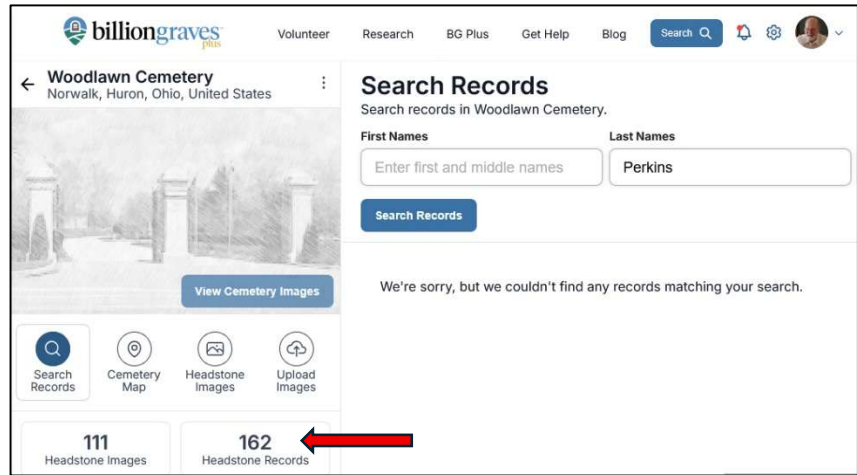 billiongraves
plus
Volunteer Research BG Plus Get Help Blog Search
Woodlawn Cemetery
Norwalk, Huron, Ohio, United States
View Cemetery Images
Search Records
Cemetery Map
Headstone Images
Upload Images
111
Headstone Images
162
Headstone Records
Search Records
Search records in Woodlawn Cemetery.
First Names Last Names
Enter first and middle names Perkins
Search Records
We're sorry, but we couldn't find any records matching your search.